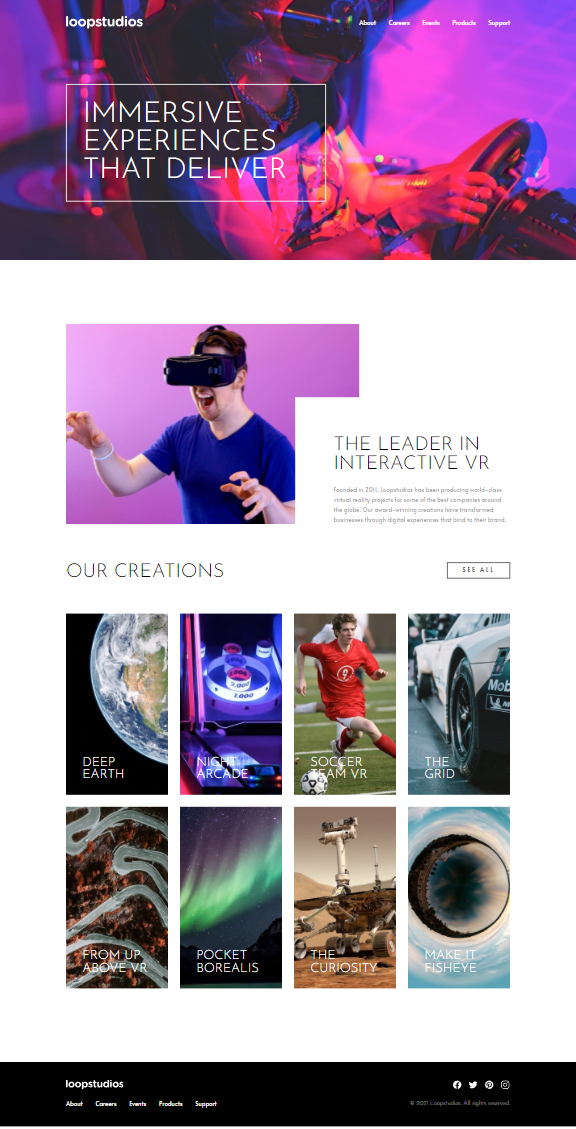 loopstudios
About Careers Events Products Support
IMMERSIVE
EXPERIENCES
THAT DELIVER
THE LEADER IN
INTERACTIVE VR
Founded in 2011, Loopstudios has been producing world-class
virtual reality projects for some of the best companies around
the globe. Our award-winning creations have transformed
businesses through digital experiences that bind to their brand.
OUR CREATIONS
SEE ALL
DEEP
EARTH
NIGHT
ARCADE
SOCCER
TEAM VR
THE
GRID
FROM UP
ABOVE VR
POCKET
BOREALIS
THE
CURIOSITY
MAKE IT
FISHEYE
loopstudios
About Careers Events Products Support
© 2021 Loopstudios. All rights reserved.